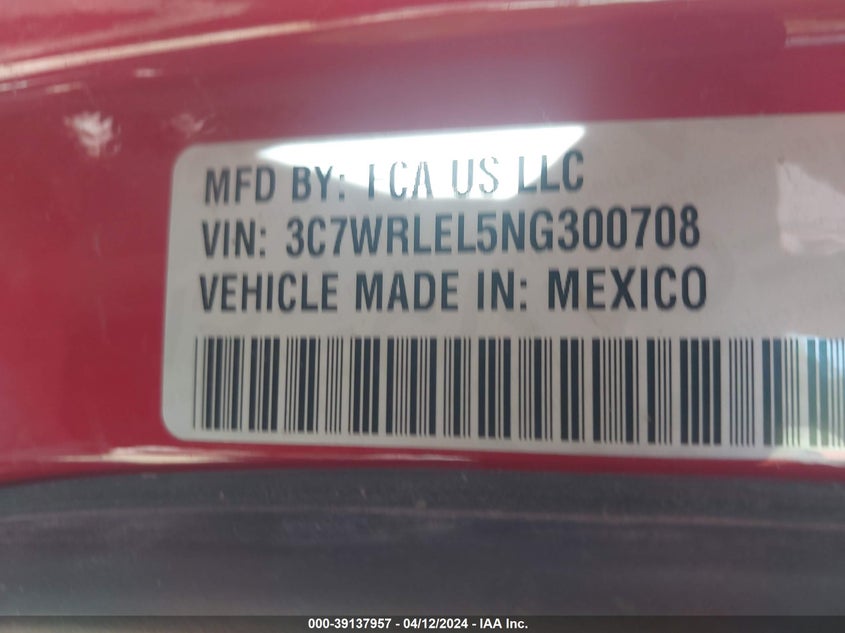 MFD BY: FCA US LLC
VIN: 3C7WRLEL5NG300708
VEHICLE MADE IN: MEXICO
000-39137957 - 04/12/2024 - IAA Inc.